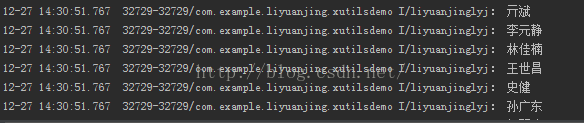 12-27 14:30:51.767 32729-32729/com.example.liyuanjing.xutilsdemo I/liyuanjinglyj: 亓斌
12-27 14:30:51.767 32729-32729/com.example.liyuanjing.xutilsdemo I/liyuanjinglyj: 李元静
12-27 14:30:51.767 32729-32729/com.example.liyuanjing.xutilsdemo I/liyuanjinglyj: 林佳楠
12-27 14:30:51.767 32729-32729/com.example.liyuanjing.xutilsdemo I/liyuanjinglyj: 王世昌
http://blog.csdn.net/
12-27 14:30:51.767 32729-32729/com.example.liyuanjing.xutilsdemo I/liyuanjinglyj: 史健
12-27 14:30:51.767 32729-32729/com.example.liyuanjing.xutilsdemo I/liyuanjinglyj: 孙广东